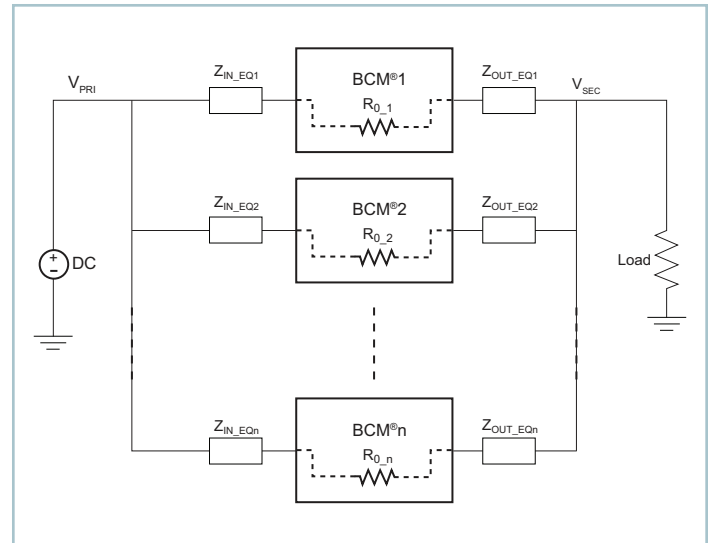 V_PRI
Z_IN_EQ1
BCM®1
R_0_1
Z_OUT_EQ1
V_SEC
Z_IN_EQ2
BCM®2
R_0_2
Z_OUT_EQ2
+
−
DC
Load
Z_IN_EQn
BCM®n
R_0_n
Z_OUT_EQn